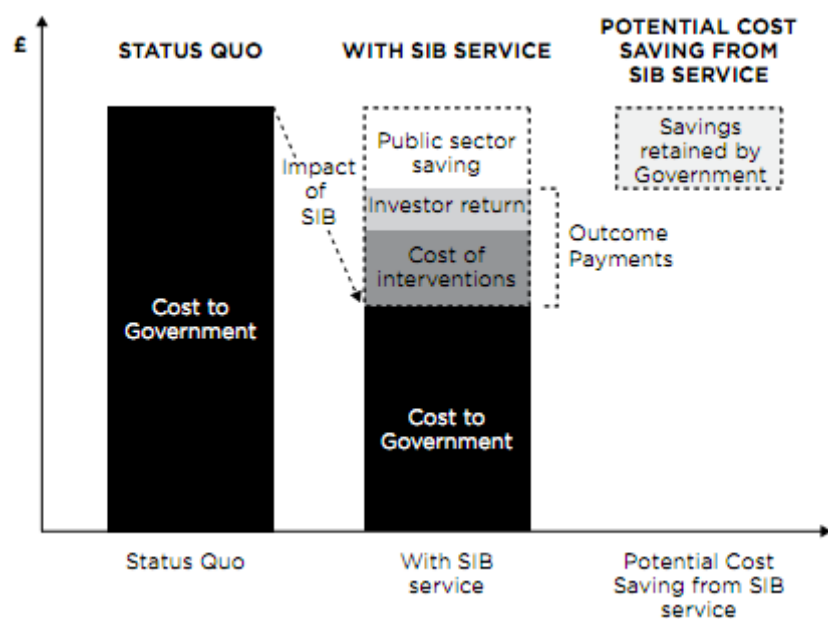 £
STATUS QUO
WITH SIB SERVICE
POTENTIAL COST
SAVING FROM
SIB SERVICE
Cost to
Government
Impact
of
SIB
Public sector
saving
Investor return
Cost of
interventions
Cost to
Government
Outcome
Payments
Savings
retained by
Government
Status Quo
With SIB
service
Potential Cost
Saving from SIB
service